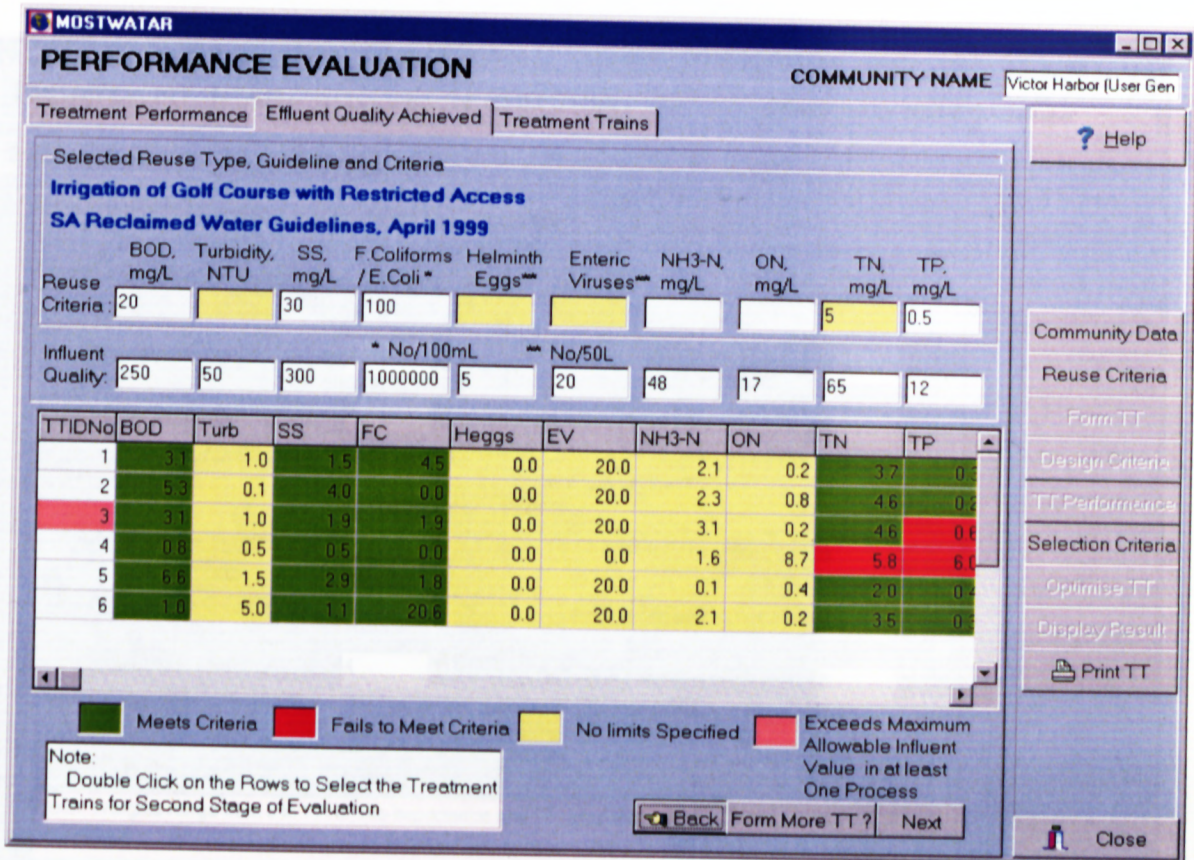 MOSTWATAR
PERFORMANCE EVALUATION
COMMUNITY NAME Victor Harbor (User Gen
Treatment Performance Effluent Quality Achieved Treatment Trains
Selected Reuse Type, Guideline and Criteria
Irrigation of Golf Course with Restricted Access
SA Reclaimed Water Guidelines, April 1999
BOD, Turbidity, SS, F.Coliforms Helminth Enteric NH3-N, ON, TN, TP,
mg/L NTU mg/L /E.Coli * Eggs** Viruses** mg/L mg/L mg/L mg/L
Reuse
Criteria : 20 30 100 5 0.5
* No/100mL ** No/50L
Influent
Quality: 250 50 300 1000000 5 20 48 17 65 12
TTIDNo BOD Turb SS FC Heggs EV NH3-N ON TN TP
1 3.1 1.0 1.5 4.5 0.0 20.0 2.1 0.2 3.7 0.3
2 5.3 0.1 4.0 0.0 0.0 20.0 2.3 0.8 4.6 0.2
3 3.1 1.0 1.9 1.9 0.0 20.0 3.1 0.2 4.6 0.6
4 0.8 0.5 0.5 0.0 0.0 0.0 1.6 8.7 5.8 6.0
5 6.6 1.5 2.9 1.8 0.0 20.0 0.1 0.4 2.0 0.4
6 1.0 5.0 1.1 20.6 0.0 20.0 2.1 0.2 3.5 0.3
Meets Criteria Fails to Meet Criteria No limits Specified Exceeds Maximum
Allowable Influent
Value in at least
One Process
Note:
Double Click on the Rows to Select the Treatment
Trains for Second Stage of Evaluation
Back Form More TT ? Next
? Help
Community Data
Reuse Criteria
Form TT
Design Criteria
TT Performance
Selection Criteria
Optimise TT
Display Result
Print TT
Close